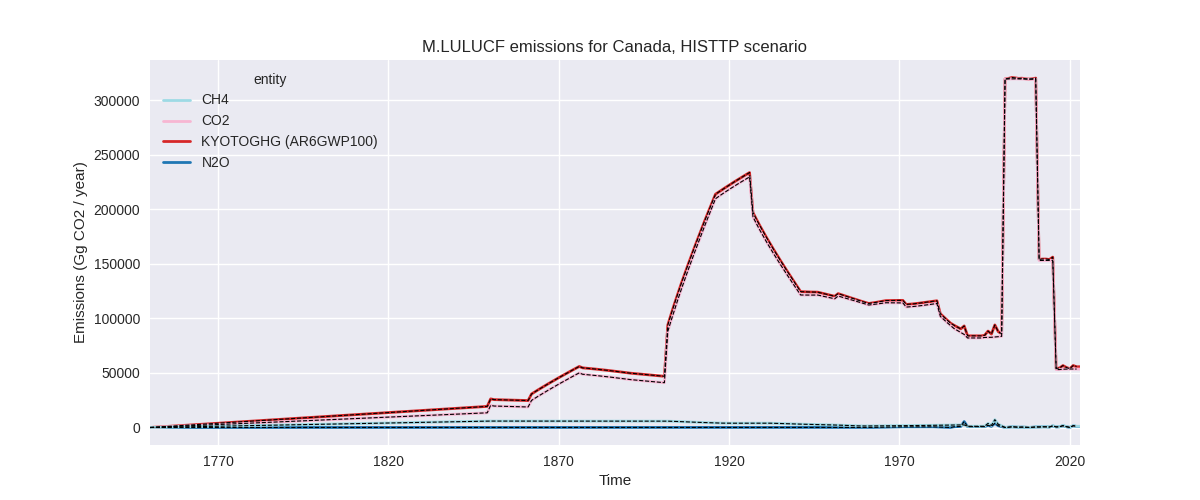 M.LULUCF emissions for Canada, HISTTP scenario
entity
CH4
CO2
KYOTOGHG (AR6GWP100)
N2O
Emissions (Gg CO2 / year)
300000
250000
200000
150000
100000
50000
0
1770
1820
1870
1920
1970
2020
Time